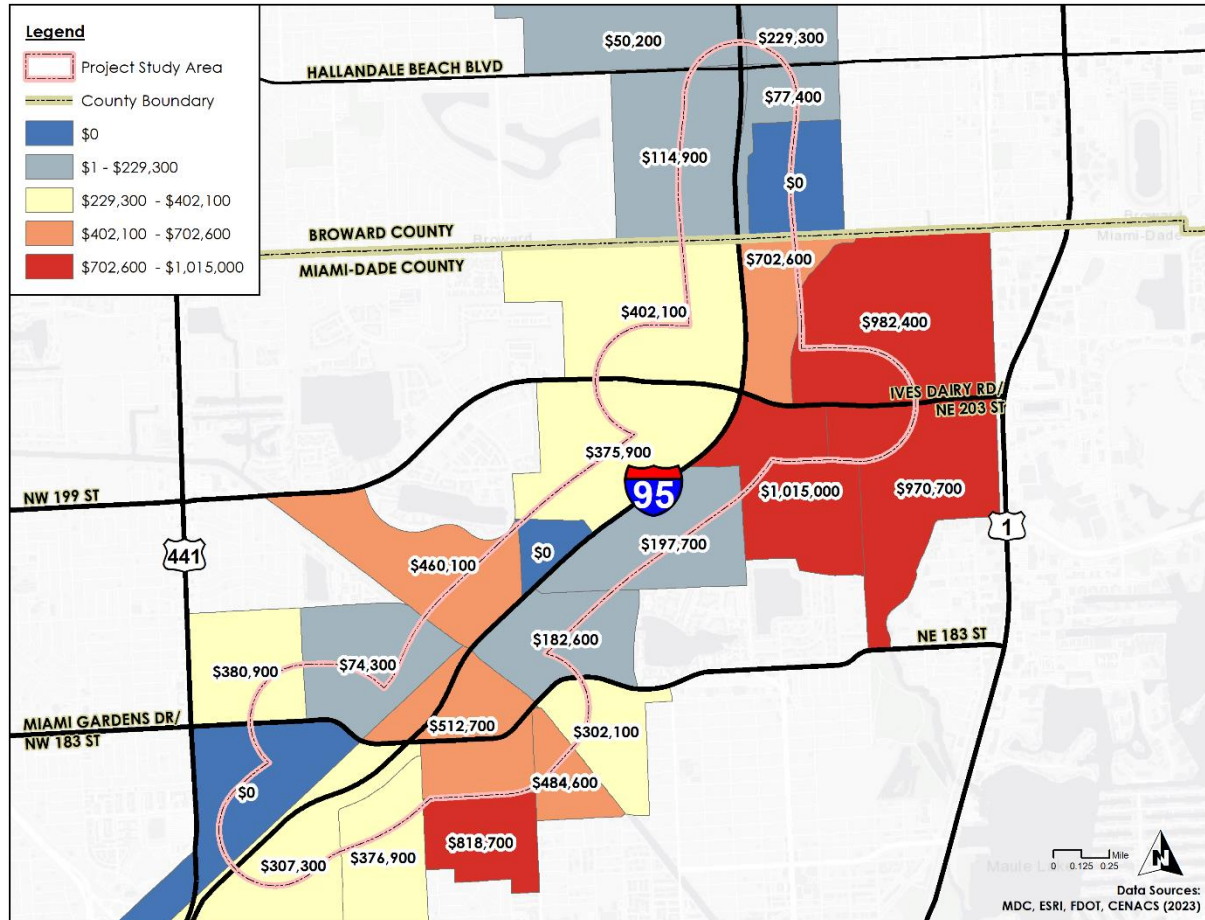 Legend
Project Study Area
County Boundary
$0
$1 - $229,300
$229,300 - $402,100
$402,100 - $702,600
$702,600 - $1,015,000
$50,200
$229,300
HALLANDALE BEACH BLVD
$77,400
$114,900
$0
BROWARD COUNTY
Broward
Broward
Miami-Dade
MIAMI-DADE COUNTY
$702,600
$402,100
$982,400
IVES DAIRY RD/
NE 203 ST
$375,900
95
$1,015,000
$970,700
NW 199 ST
441
1
$0
$197,700
$460,100
$182,600
NE 183 ST
$380,900
$74,300
MIAMI GARDENS DR/
NW 183 ST
$512,700
$302,100
$484,600
$0
$818,700
$307,300
$376,900
Mile
0 0.125 0.25
N
Data Sources:
MDC, ESRI, FDOT, CENACS (2023)